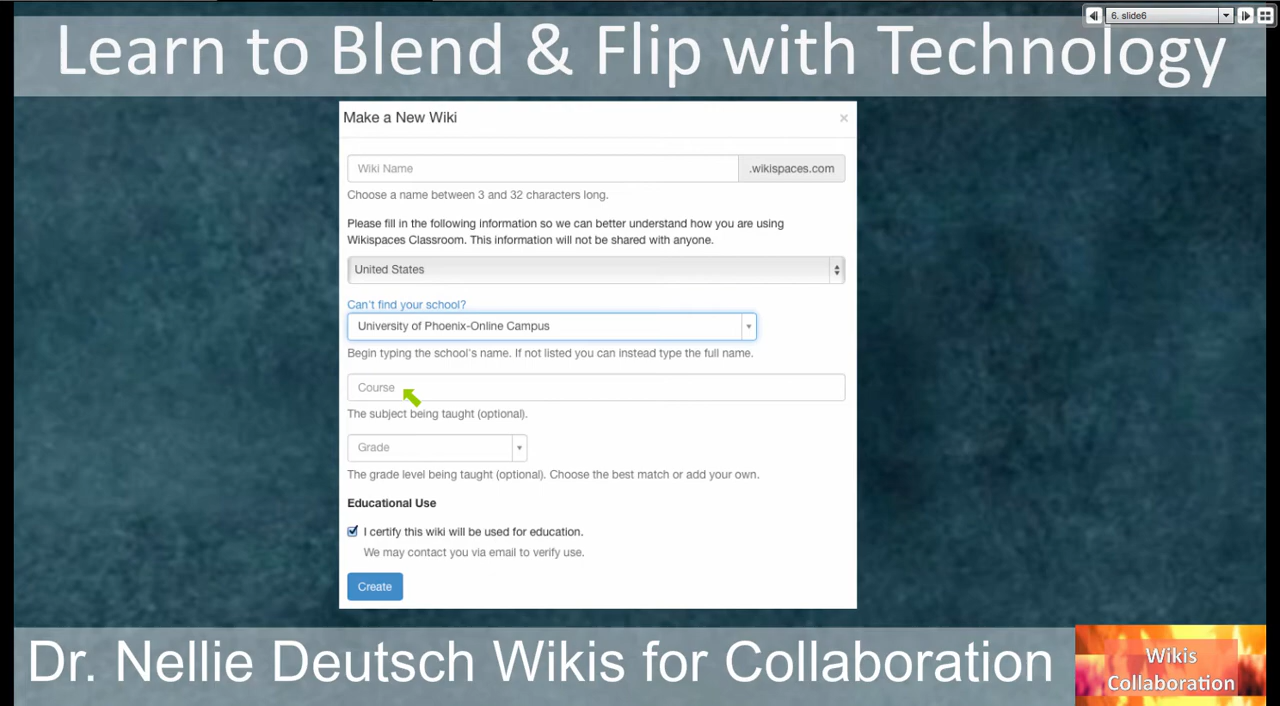 6. slide6
Learn to Blend & Flip with Technology
Make a New Wiki
×
Wiki Name
.wikispaces.com
Choose a name between 3 and 32 characters long.
Please fill in the following information so we can better understand how you are using
Wikispaces Classroom. This information will not be shared with anyone.
United States
Can't find your school?
University of Phoenix-Online Campus
Begin typing the school's name. If not listed you can instead type the full name.
Course
The subject being taught (optional).
Grade
The grade level being taught (optional). Choose the best match or add your own.
Educational Use
I certify this wiki will be used for education.
We may contact you via email to verify use.
Create
Dr. Nellie Deutsch Wikis for Collaboration
Wikis
Collaboration